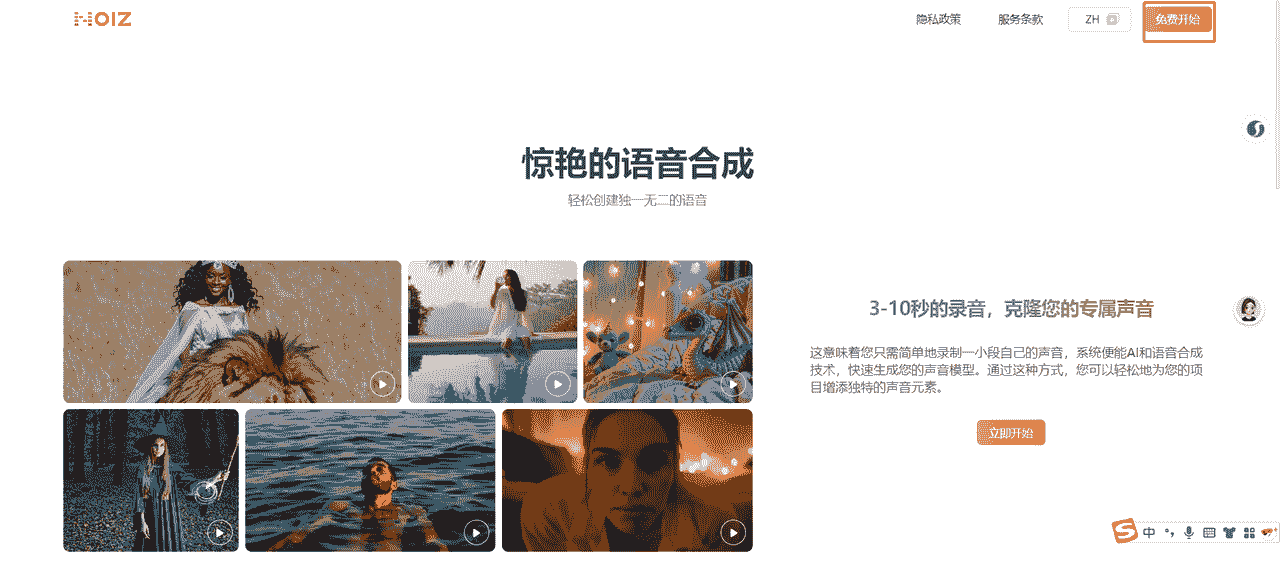 NOIZ
隐私政策
服务条款
ZH
免费开始
惊艳的语音合成
轻松创建独一无二的语音
3-10秒的录音，克隆您的专属声音
这意味着您只需简单地录制一小段自己的声音，系统便能AI和语音合成
技术，快速生成您的声音模型。通过这种方式，您可以轻松地为您的项
目增添独特的声音元素。
立即开始
S
中